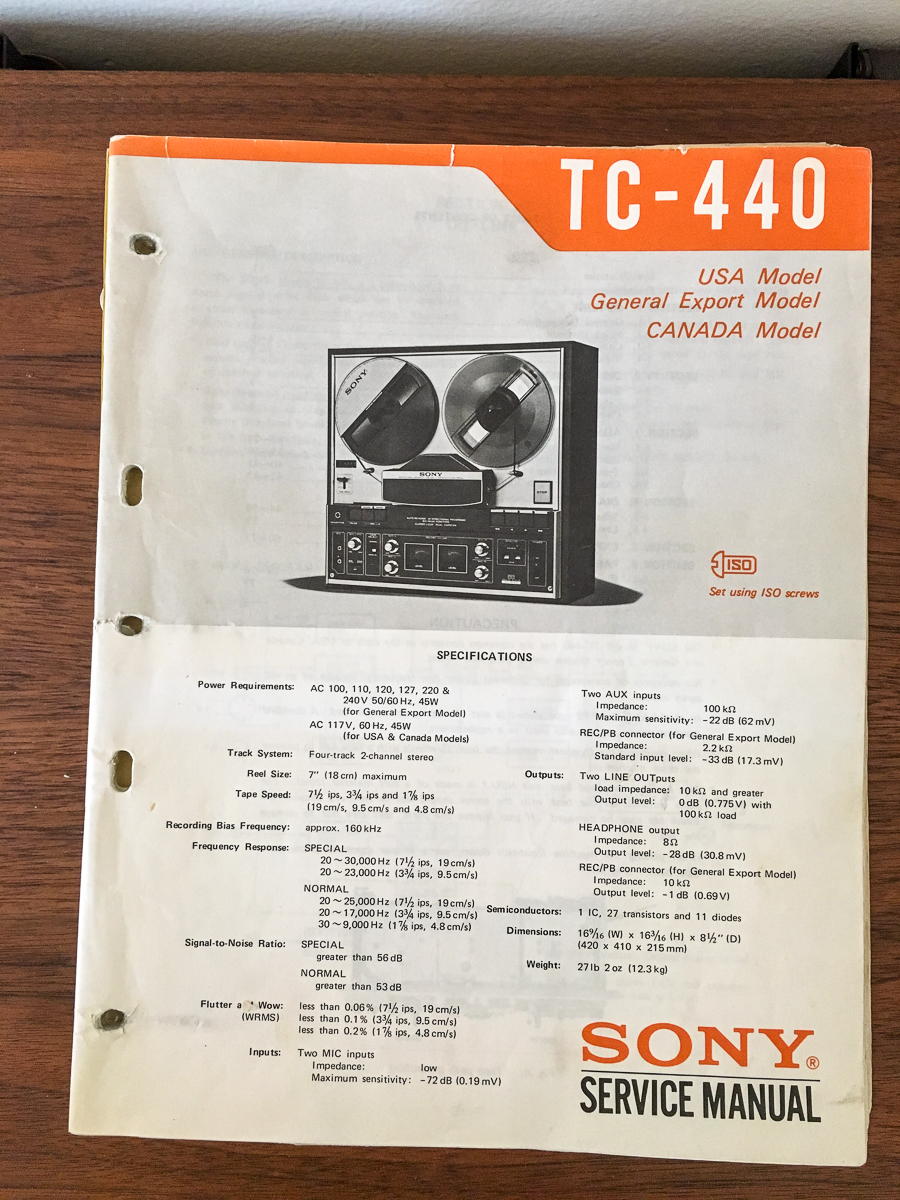 TC-440
USA Model
General Export Model
CANADA Model
SONY
SONY
STOP
ISO
Set using ISO screws
SPECIFICATIONS
Power Requirements: AC 100, 110, 120, 127, 220 &
240V 50/60 Hz, 45W
(for General Export Model)
AC 117V, 60 Hz, 45W
(for USA & Canada Models)
Track System: Four-track 2-channel stereo
Reel Size: 7" (18 cm) maximum
Tape Speed: 7½ ips, 3¾ ips and 1⅞ ips
(19 cm/s, 9.5 cm/s and 4.8 cm/s)
Recording Bias Frequency: approx. 160 kHz
Frequency Response: SPECIAL
20 ~ 30,000 Hz (7½ ips, 19 cm/s)
20 ~ 23,000 Hz (3¾ ips, 9.5 cm/s)
NORMAL
20 ~ 25,000 Hz (7½ ips, 19 cm/s)
20 ~ 17,000 Hz (3¾ ips, 9.5 cm/s)
30 ~ 9,000 Hz (1⅞ ips, 4.8 cm/s)
Signal-to-Noise Ratio: SPECIAL
greater than 56 dB
NORMAL
greater than 53 dB
Flutter a Wow: less than 0.06% (7½ ips, 19 cm/s)
(WRMS) less than 0.1% (3¾ ips, 9.5 cm/s)
less than 0.2% (1⅞ ips, 4.8 cm/s)
Inputs: Two MIC inputs
Impedance: low
Maximum sensitivity: -72 dB (0.19 mV)
Two AUX inputs
Impedance: 100 kΩ
Maximum sensitivity: -22 dB (62 mV)
REC/PB connector (for General Export Model)
Impedance: 2.2 kΩ
Standard input level: -33 dB (17.3 mV)
Outputs: Two LINE OUTputs
load impedance: 10 kΩ and greater
Output level: 0 dB (0.775 V) with
100 kΩ load
HEADPHONE output
Impedance: 8Ω
Output level: -28 dB (30.8 mV)
REC/PB connector (for General Export Model)
Impedance: 10 kΩ
Output level: -1 dB (0.69 V)
Semiconductors: 1 IC, 27 transistors and 11 diodes
Dimensions: 16 9/16 (W) x 16 3/16 (H) x 8½" (D)
(420 x 410 x 215 mm)
Weight: 27 lb 2 oz (12.3 kg)
SONY®
SERVICE MANUAL